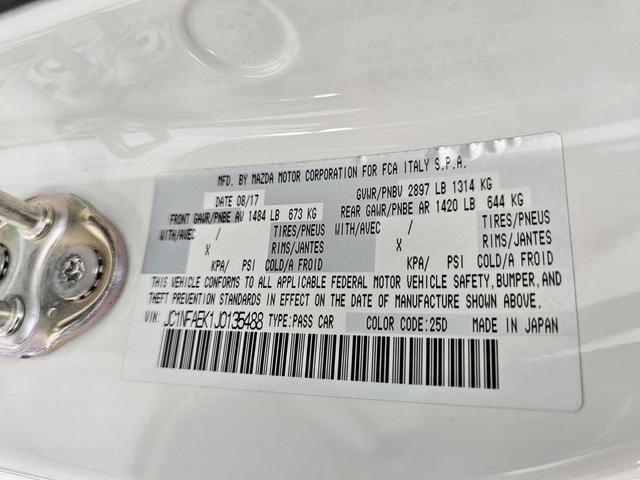 MFD. BY MAZDA MOTOR CORPORATION FOR FCA ITALY S.P.A.
DATE 08/17 GVWR/PNBV 2897 LB 1314 KG
FRONT GAWR/PNBE AV 1484 LB 673 KG REAR GAWR/PNBE AR 1420 LB 644 KG
WITH/AVEC / TIRES/PNEUS WITH/AVEC / TIRES/PNEUS
X RIMS/JANTES X RIMS/JANTES
KPA/ PSI COLD/A FROID KPA/ PSI COLD/A FROID
THIS VEHICLE CONFORMS TO ALL APPLICABLE FEDERAL MOTOR VEHICLE SAFETY, BUMPER, AND
THEFT PREVENTION STANDARDS IN EFFECT ON THE DATE OF MANUFACTURE SHOWN ABOVE.
VIN: JC1NFAEK1J0135488 TYPE:PASS CAR COLOR CODE:25D MADE IN JAPAN